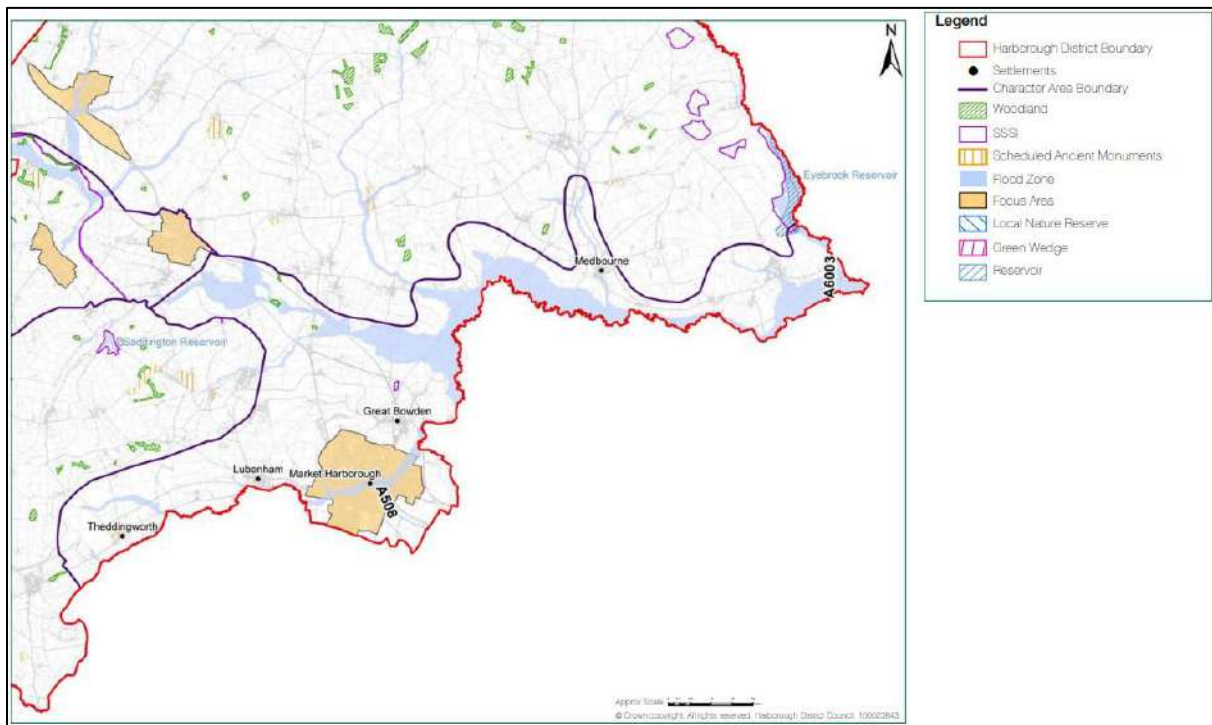 N
Eyebrook Reservoir
A6003
Medbourne
Saddington Reservoir
Great Bowden
Lubenham
Market Harborough
A508
Theddingworth
Approx Scale
© Crown copyright. All rights reserved. Harborough District Council. 100023843
Legend
Harborough District Boundary
Settlements
Character Area Boundary
Woodland
SSSI
Scheduled Ancient Monuments
Flood Zone
Focus Area
Local Nature Reserve
Green Wedge
Reservoir